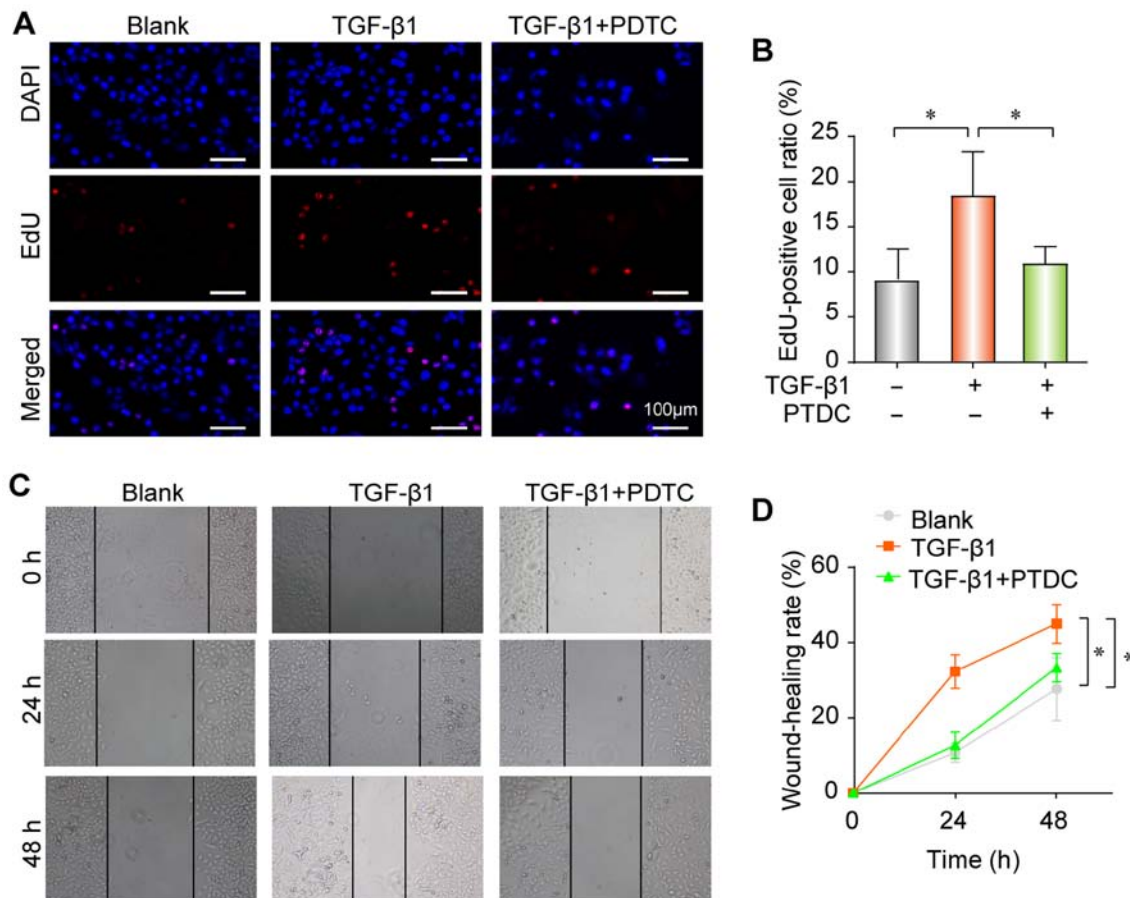 A
Blank
TGF-β1
TGF-β1+PDTC
DAPI
EdU
Merged
100μm
B
EdU-positive cell ratio (%)
25
20
15
10
5
0
* *
TGF-β1 – + +
PTDC – – +
C
Blank
TGF-β1
TGF-β1+PDTC
0 h
24 h
48 h
D
Blank
TGF-β1
TGF-β1+PTDC
Wound-healing rate (%)
60
40
20
0
* *
0 24 48
Time (h)